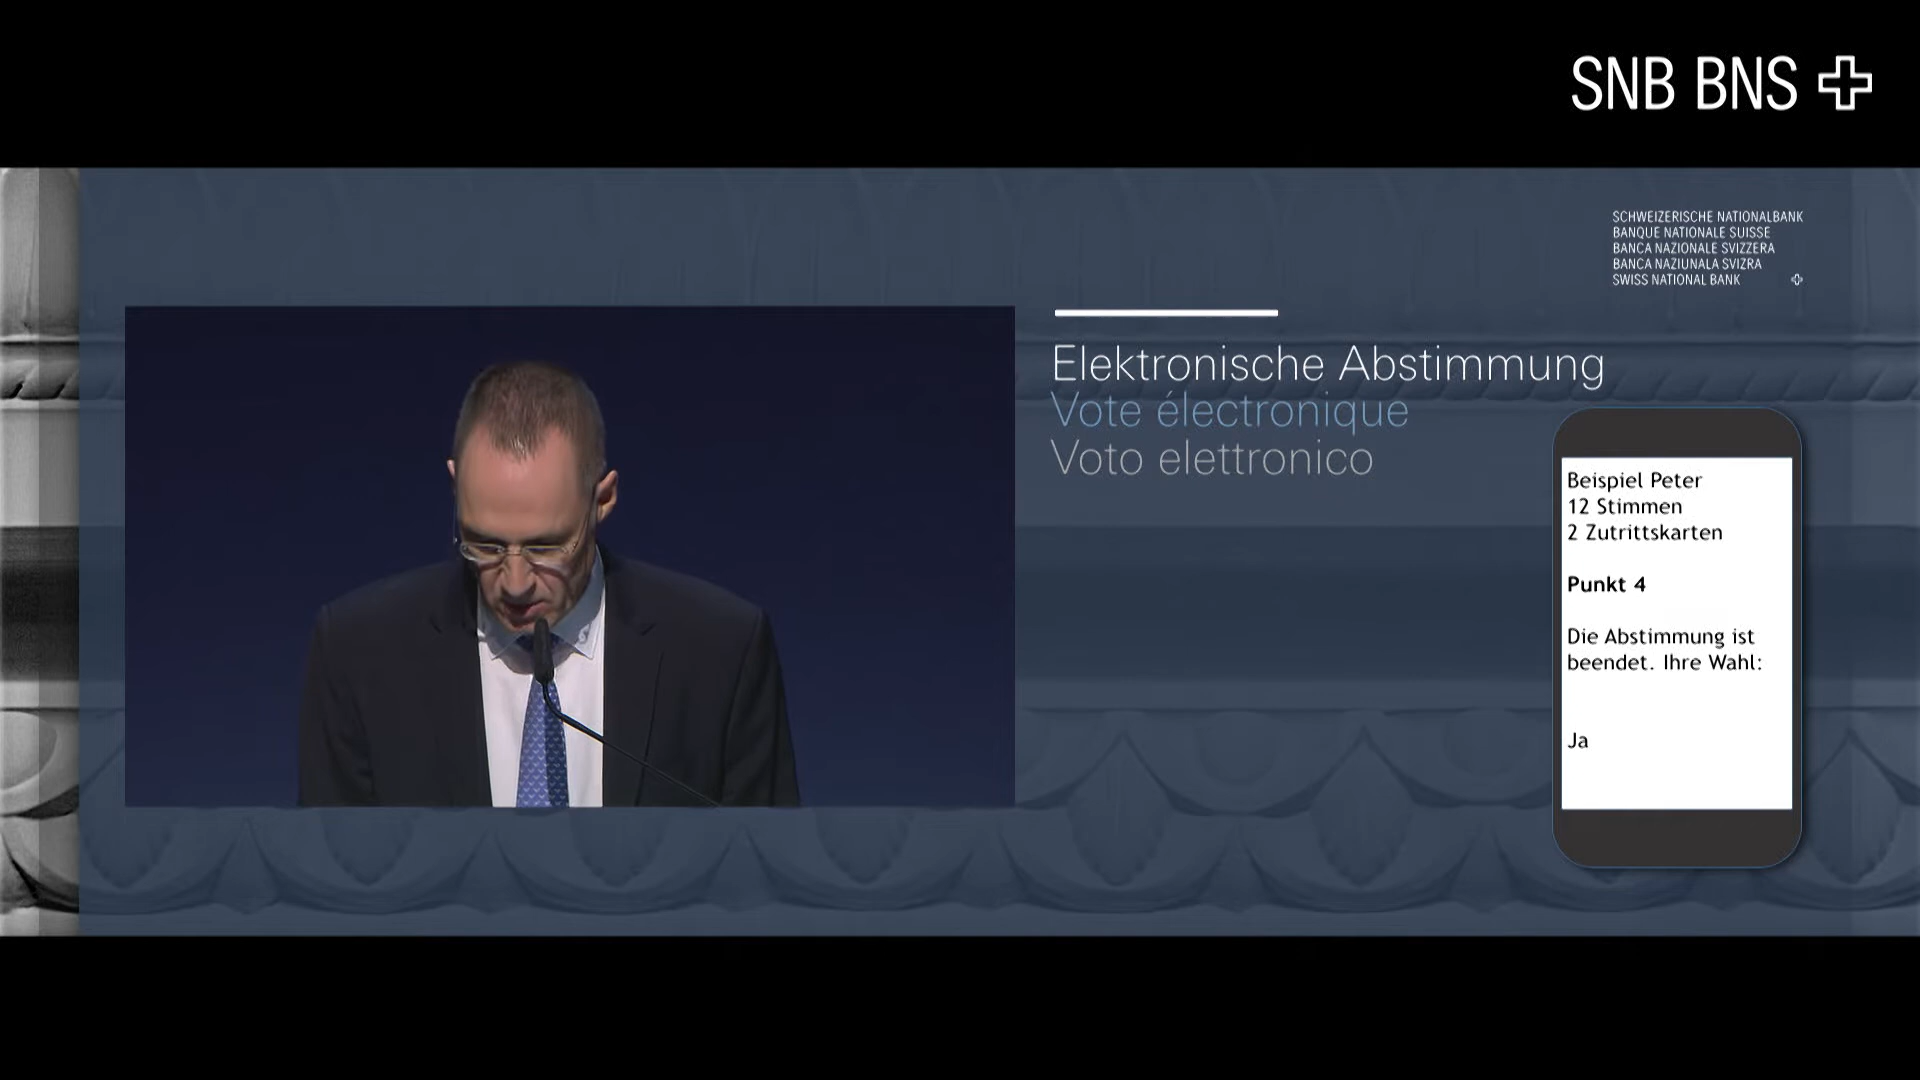 SNB BNS
SCHWEIZERISCHE NATIONALBANK
BANQUE NATIONALE SUISSE
BANCA NAZIONALE SVIZZERA
BANCA NAZIUNALA SVIZRA
SWISS NATIONAL BANK
Elektronische Abstimmung
Vote électronique
Voto elettronico
Beispiel Peter
12 Stimmen
2 Zutrittskarten
Punkt 4
Die Abstimmung ist
beendet. Ihre Wahl:
Ja